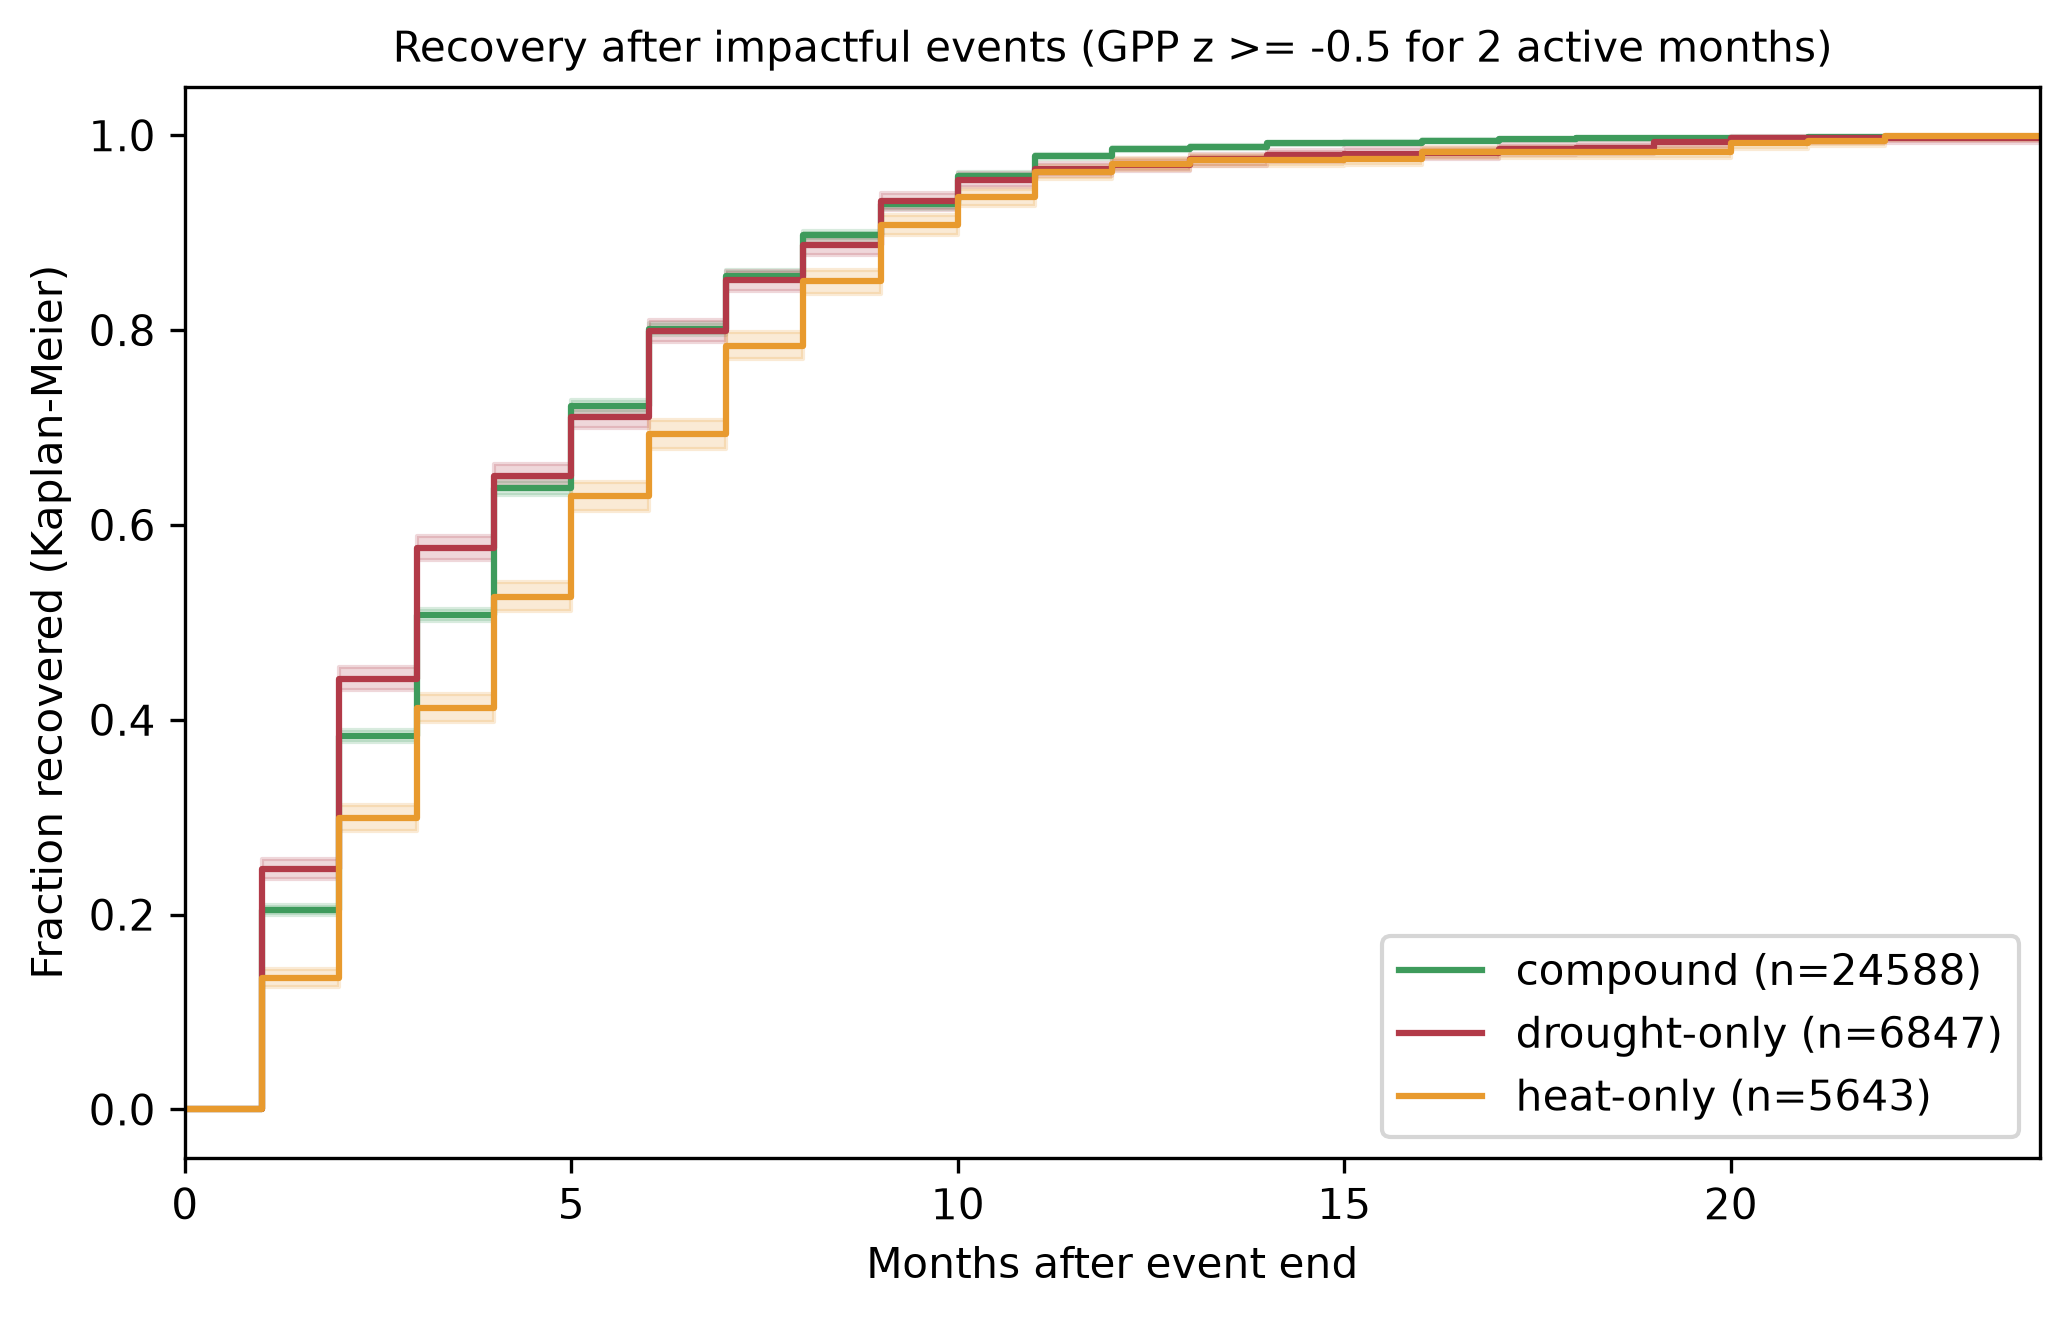 Recovery after impactful events (GPP z >= -0.5 for 2 active months)
Fraction recovered (Kaplan-Meier)
1.0
0.8
0.6
0.4
0.2
0.0
compound (n=24588)
drought-only (n=6847)
heat-only (n=5643)
0 5 10 15 20
Months after event end